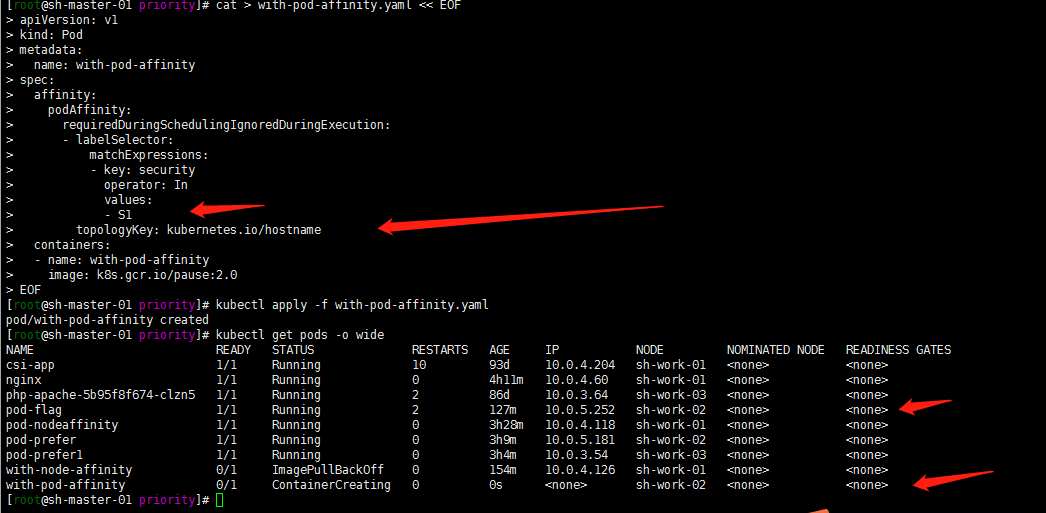 [root@sh-master-01 priority]# cat > with-pod-affinity.yaml << EOF
> apiVersion: v1
> kind: Pod
> metadata:
>   name: with-pod-affinity
> spec:
>   affinity:
>     podAffinity:
>       requiredDuringSchedulingIgnoredDuringExecution:
>       - labelSelector:
>           matchExpressions:
>           - key: security
>             operator: In
>             values:
>             - S1
>         topologyKey: kubernetes.io/hostname
>   containers:
>   - name: with-pod-affinity
>     image: k8s.gcr.io/pause:2.0
> EOF
[root@sh-master-01 priority]# kubectl apply -f with-pod-affinity.yaml
pod/with-pod-affinity created
[root@sh-master-01 priority]# kubectl get pods -o wide
NAME                          READY   STATUS             RESTARTS   AGE     IP           NODE         NOMINATED NODE   READINESS GATES
csi-app                       1/1     Running            10         93d     10.0.4.204   sh-work-01   <none>           <none>
nginx                         1/1     Running            0          4h11m   10.0.4.60    sh-work-01   <none>           <none>
php-apache-5b95f8f674-clzn5   1/1     Running            2          86d     10.0.3.64    sh-work-03   <none>           <none>
pod-flag                      1/1     Running            2          127m    10.0.5.252   sh-work-02   <none>           <none>
pod-nodeaffinity              1/1     Running            0          3h28m   10.0.4.118   sh-work-01   <none>           <none>
pod-prefer                    1/1     Running            0          3h9m    10.0.5.181   sh-work-02   <none>           <none>
pod-prefer1                   1/1     Running            0          3h4m    10.0.3.54    sh-work-03   <none>           <none>
with-node-affinity            0/1     ImagePullBackOff   0          154m    10.0.4.126   sh-work-01   <none>           <none>
with-pod-affinity             0/1     ContainerCreating   0          0s      <none>       sh-work-02   <none>           <none>
[root@sh-master-01 priority]#